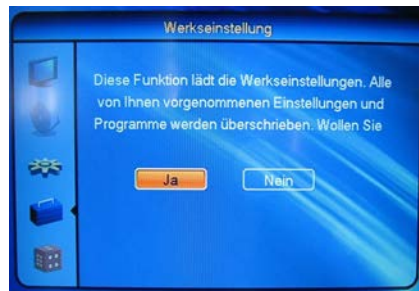 Werkseinstellung
Diese Funktion lädt die Werkseinstellungen. Alle
von Ihnen vorgenommenen Einstellungen und
Programme werden überschrieben. Wollen Sie
Ja Nein